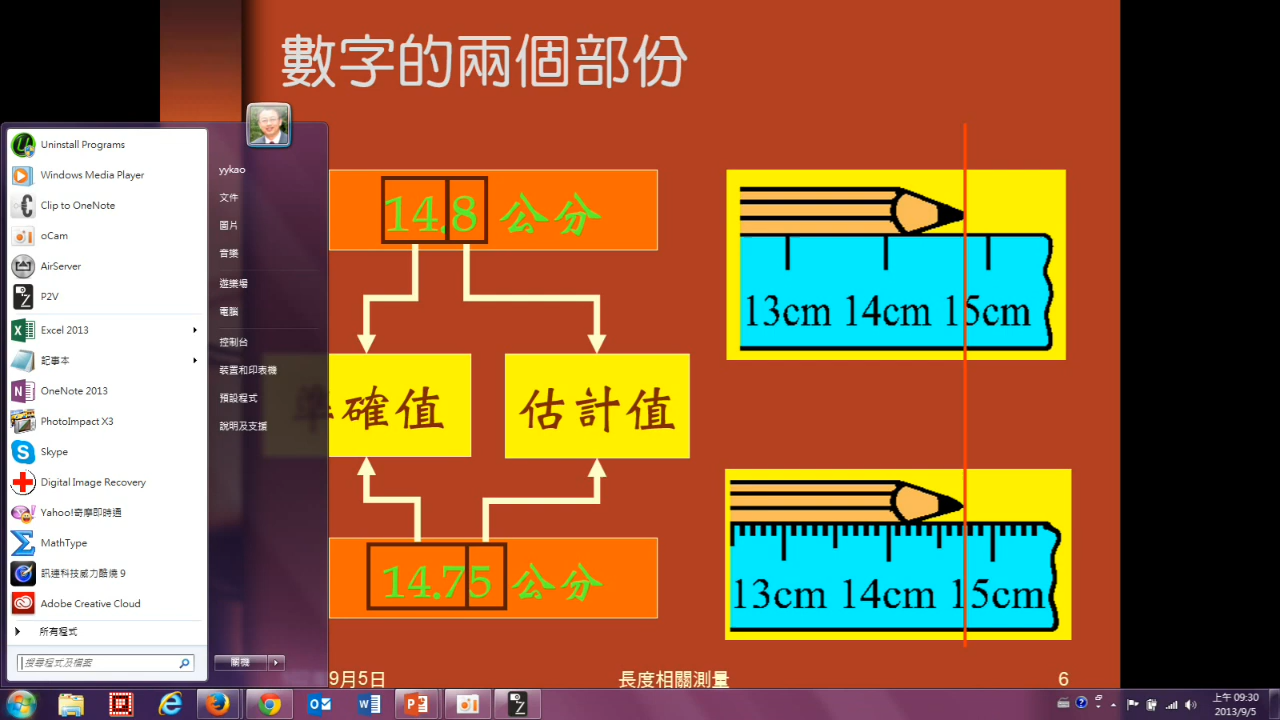 數字的兩個部份
Uninstall Programs
Windows Media Player
Clip to OneNote
oCam
AirServer
P2V
Excel 2013
記事本
OneNote 2013
PhotoImpact X3
Skype
Digital Image Recovery
Yahoo!奇摩即時通
MathType
訊連科技威力酷燒 9
Adobe Creative Cloud
所有程式
搜尋程式及檔案
yykao
文件
圖片
音樂
遊樂場
電腦
控制台
裝置和印表機
預設程式
說明及支援
關機
14.8 公分
準確值
估計值
14.75 公分
13cm 14cm 15cm
13cm 14cm 15cm
9月5日
長度相關測量
6
上午 09:30
2013/9/5